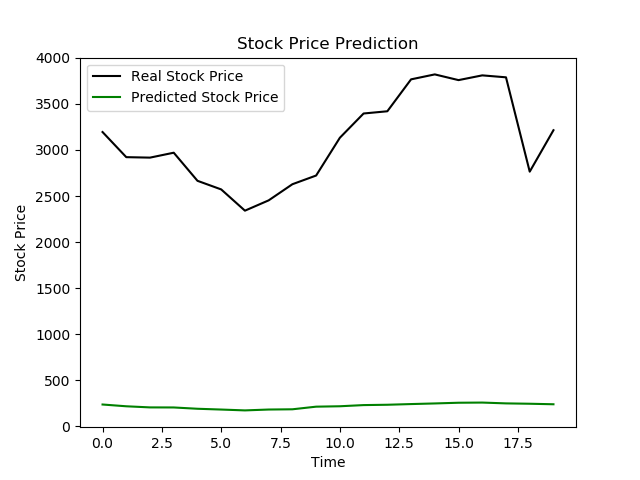 Stock Price Prediction
Real Stock Price
Predicted Stock Price
Stock Price
4000
3500
3000
2500
2000
1500
1000
500
0
0.0 2.5 5.0 7.5 10.0 12.5 15.0 17.5
Time